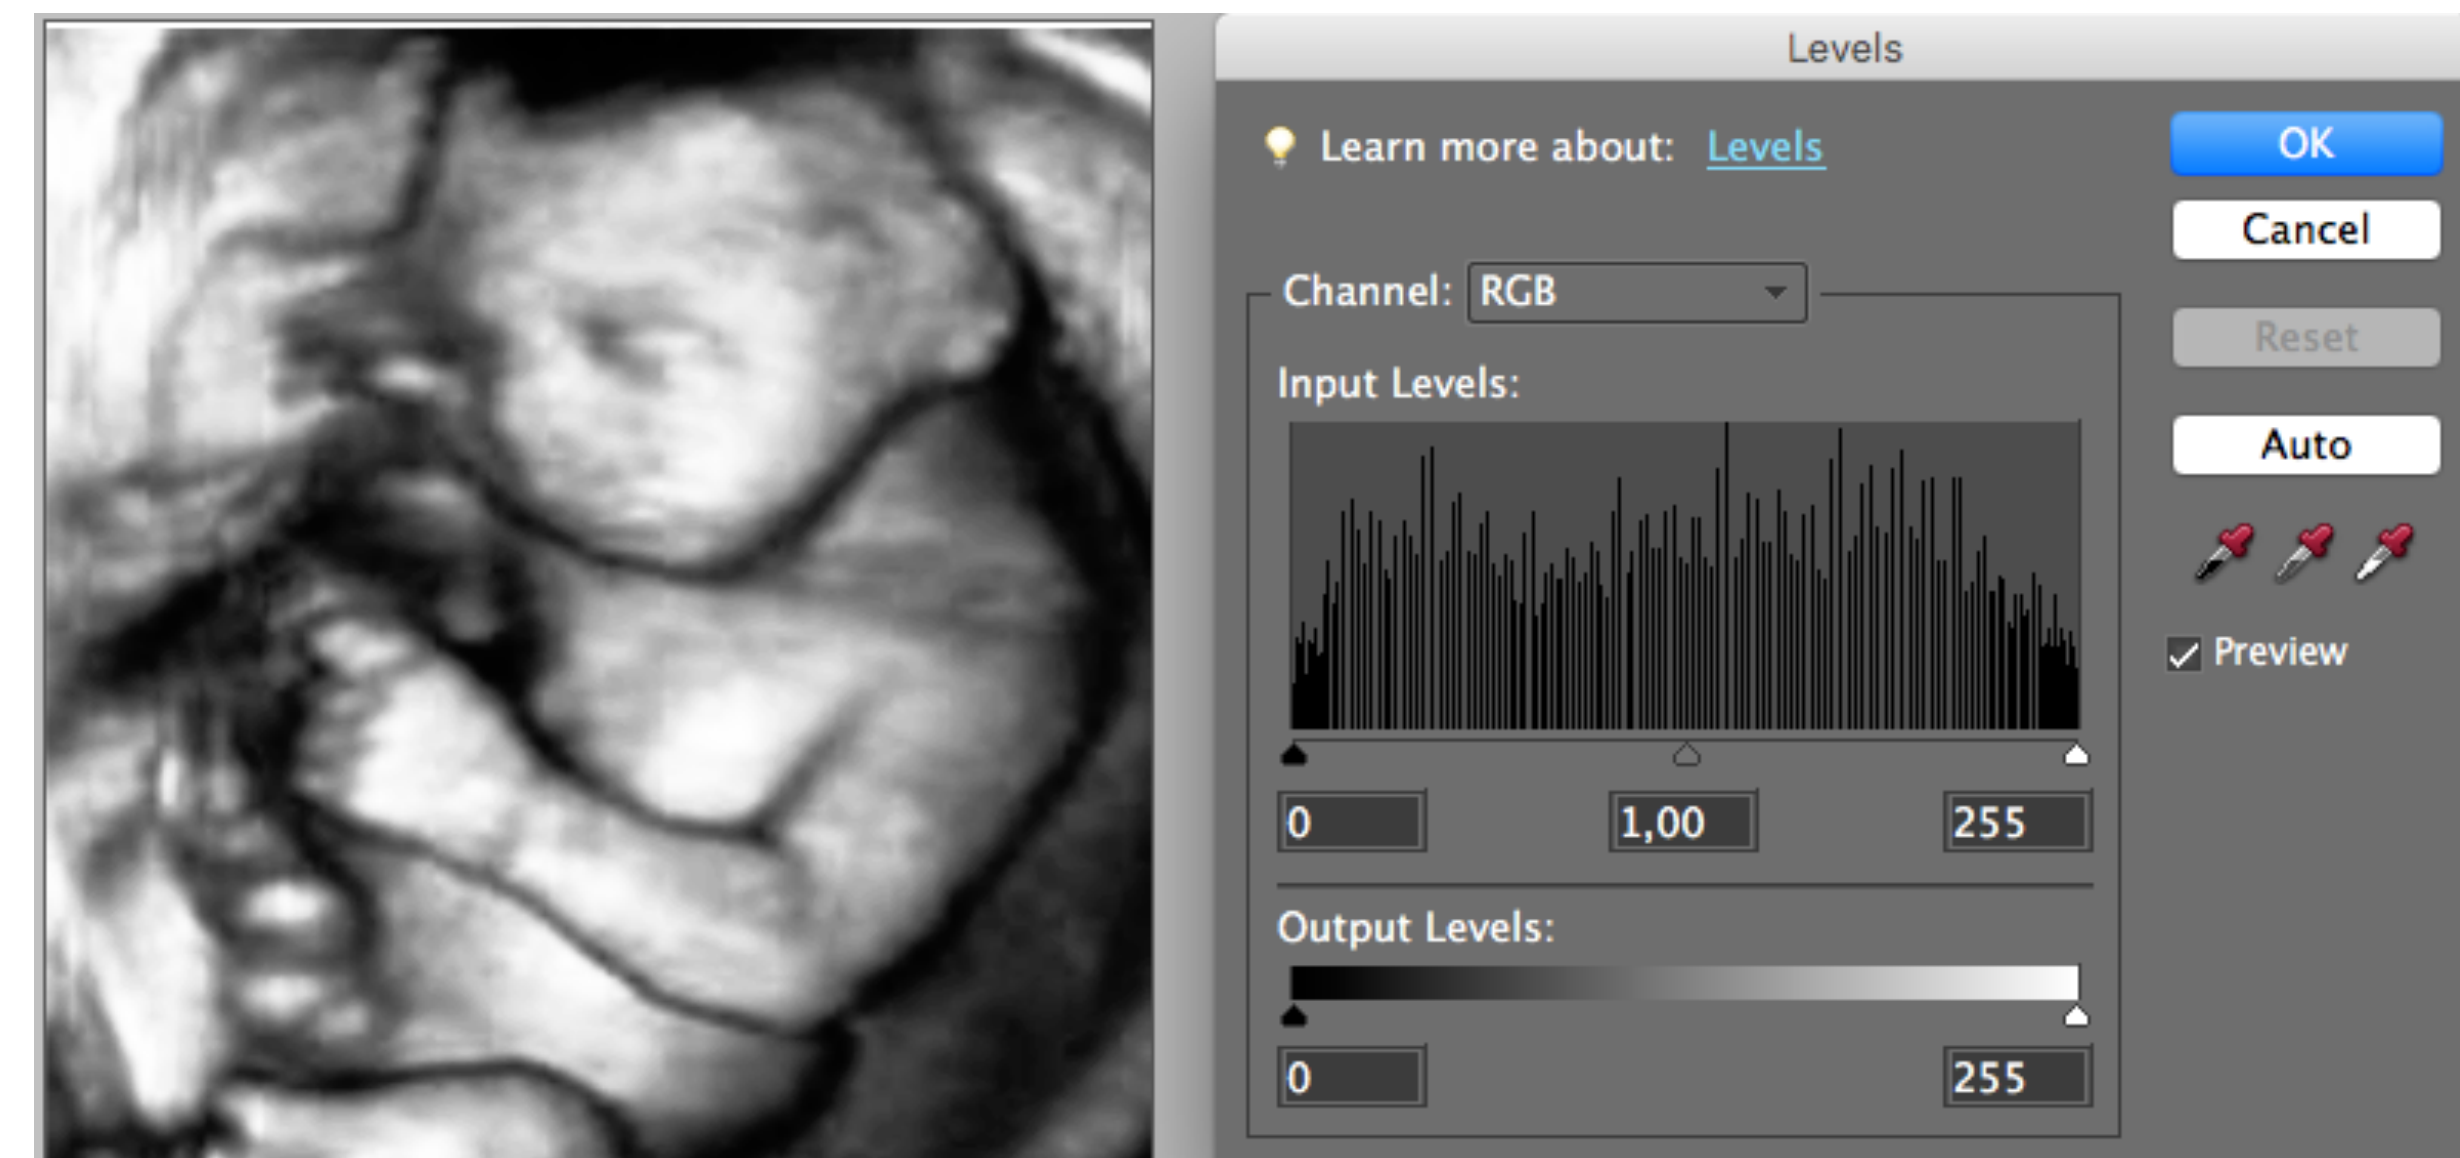 Levels
Learn more about: Levels
OK
Cancel
Channel: RGB
Reset
Input Levels:
Auto
Preview
0 1,00 255
Output Levels:
0 255